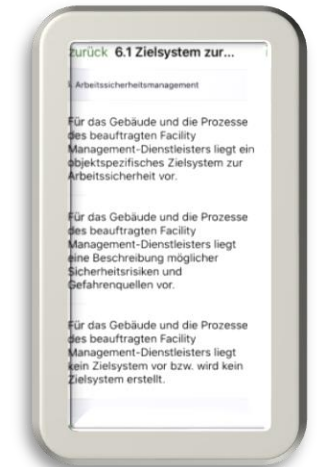 zurück 6.1 Zielsystem zur...
Arbeitssicherheitsmanagement
Für das Gebäude und die Prozesse
des beauftragten Facility
Management-Dienstleisters liegt ein
objektspezifisches Zielsystem zur
Arbeitssicherheit vor.
Für das Gebäude und die Prozesse
des beauftragten Facility
Management-Dienstleisters liegt
eine Beschreibung möglicher
Sicherheitsrisiken und
Gefahrenquellen vor.
Für das Gebäude und die Prozesse
des beauftragten Facility
Management-Dienstleisters liegt
kein Zielsystem vor bzw. wird kein
Zielsystem erstellt.